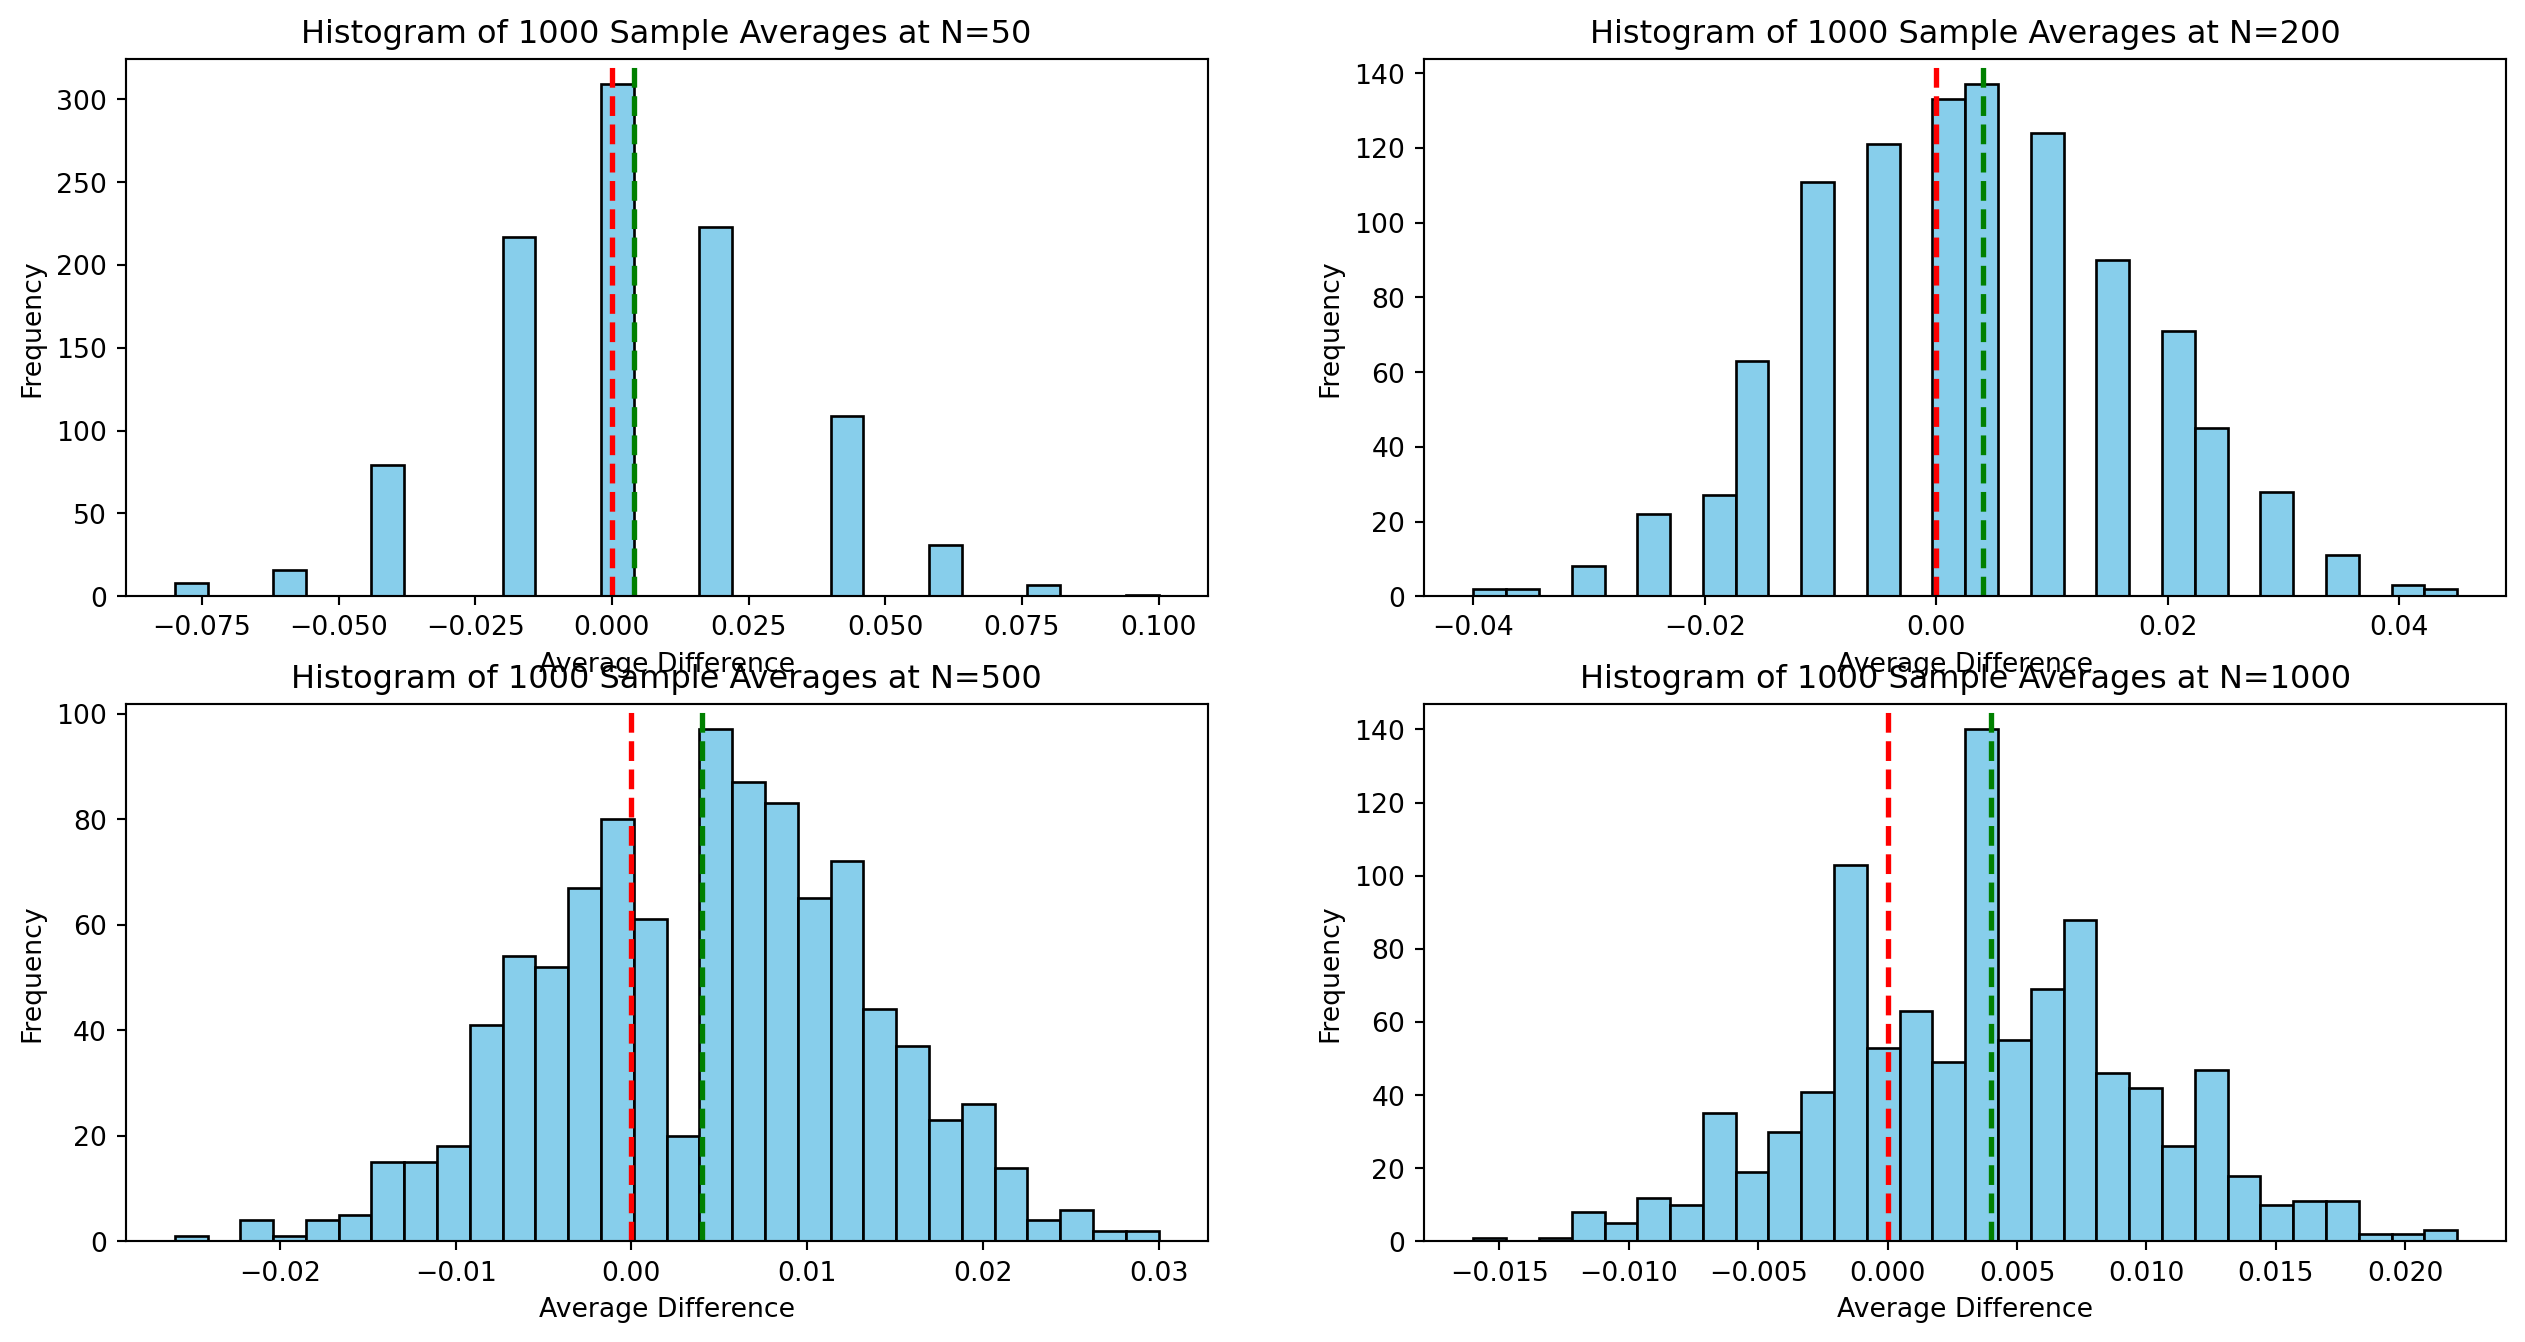 Histogram of 1000 Sample Averages at N=50
Frequency
300
250
200
150
100
50
0
−0.075 −0.050 −0.025 0.000 0.025 0.050 0.075 0.100
Average Difference
Histogram of 1000 Sample Averages at N=200
Frequency
140
120
100
80
60
40
20
0
−0.04 −0.02 0.00 0.02 0.04
Average Difference
Histogram of 1000 Sample Averages at N=500
Frequency
100
80
60
40
20
0
−0.02 −0.01 0.00 0.01 0.02 0.03
Average Difference
Histogram of 1000 Sample Averages at N=1000
Frequency
140
120
100
80
60
40
20
0
−0.015 −0.010 −0.005 0.000 0.005 0.010 0.015 0.020
Average Difference